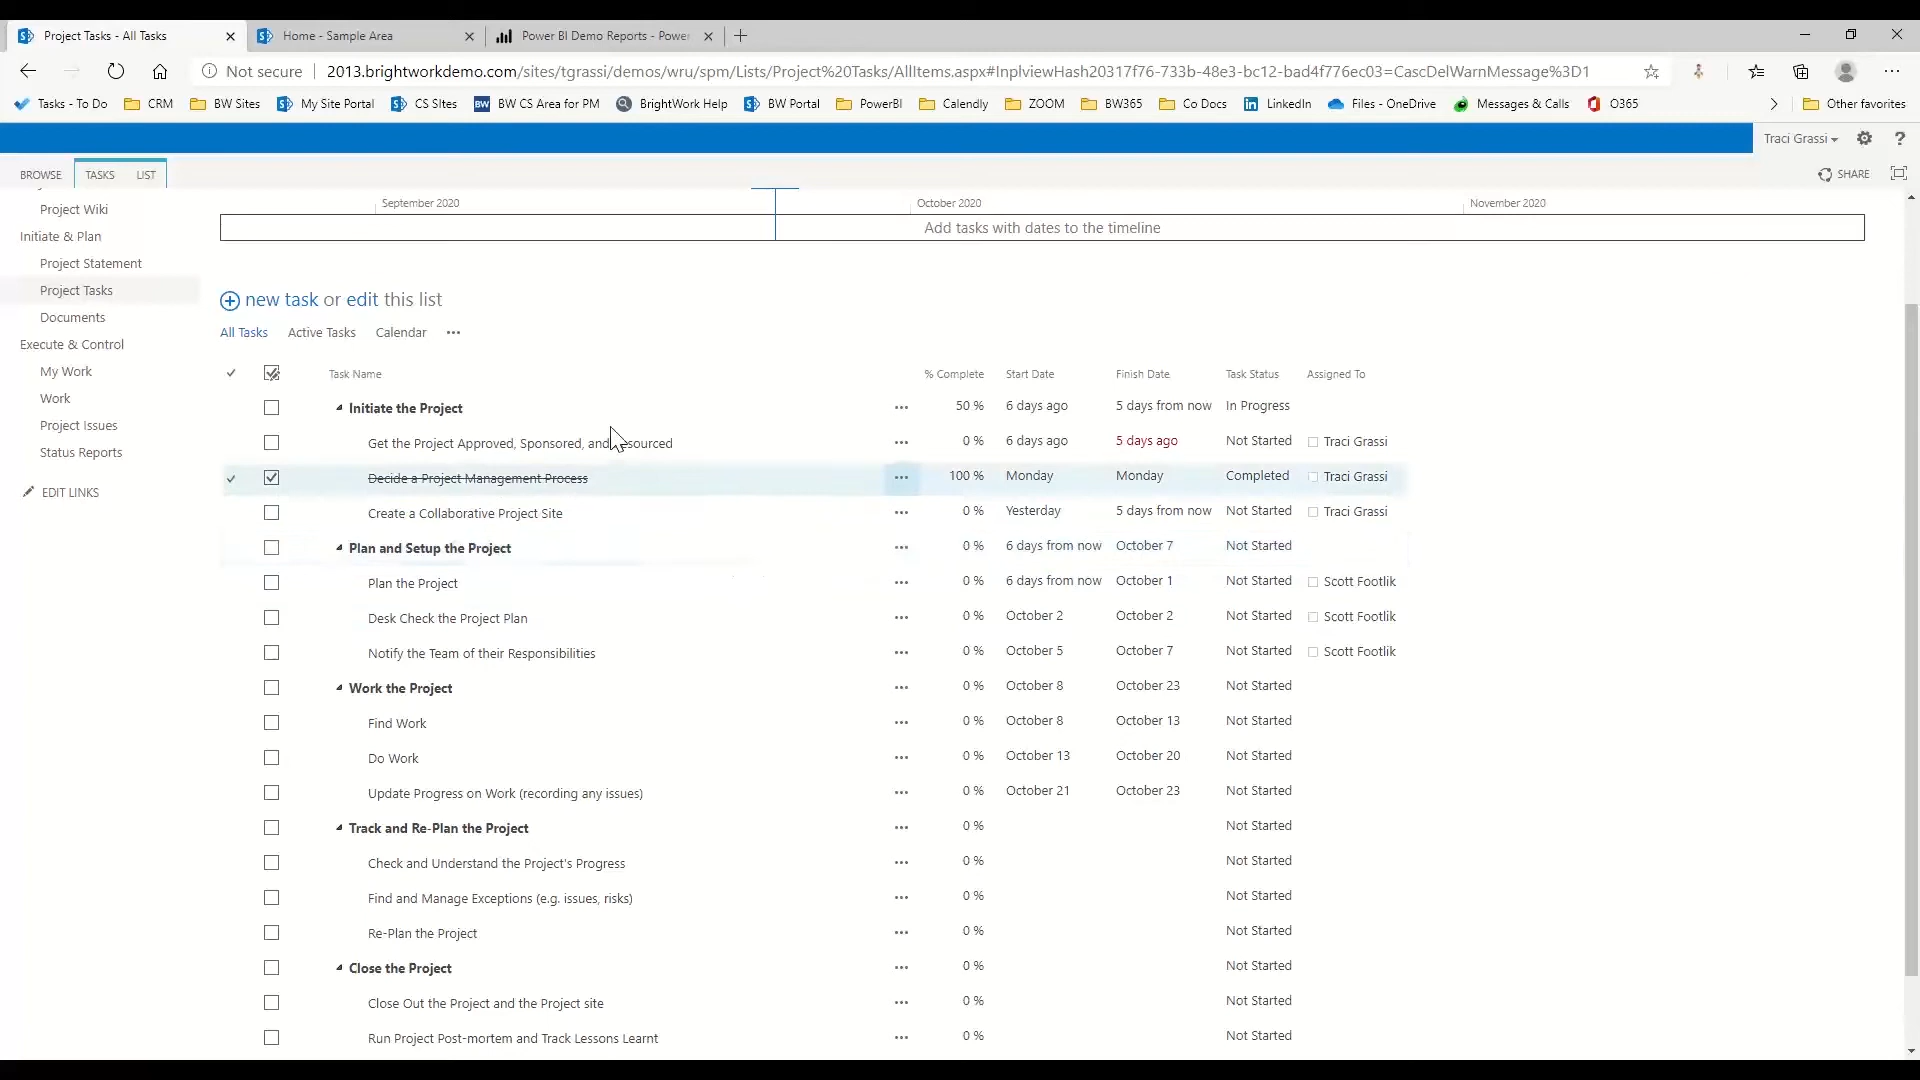 Project Tasks - All Tasks
Home - Sample Area
Power BI Demo Reports - Power
Not secure
2013.brightworkdemo.com/sites/tgrassi/demos/wru/spm/Lists/Project%20Tasks/AllItems.aspx#InplviewHash20317f76-733b-48e3-bc12-bad4f776ec03=CascDelWarnMessage%3D1
Tasks - To Do CRM BW Sites My Site Portal CS SItes BW CS Area for PM BrightWork Help BW Portal PowerBI Calendly ZOOM BW365 Co Docs LinkedIn Files - OneDrive Messages & Calls O365 Other favorites
Traci Grassi
BROWSE TASKS LIST SHARE
Project Wiki
Initiate & Plan
Project Statement
Project Tasks
Documents
Execute & Control
My Work
Work
Project Issues
Status Reports
EDIT LINKS
September 2020 October 2020 November 2020
Add tasks with dates to the timeline
new task or edit this list
All Tasks Active Tasks Calendar •••
Task Name % Complete Start Date Finish Date Task Status Assigned To
Initiate the Project ••• 50 % 6 days ago 5 days from now In Progress
Get the Project Approved, Sponsored, and sourced ••• 0 % 6 days ago 5 days ago Not Started Traci Grassi
Decide a Project Management Process ••• 100 % Monday Monday Completed Traci Grassi
Create a Collaborative Project Site ••• 0 % Yesterday 5 days from now Not Started Traci Grassi
Plan and Setup the Project ••• 0 % 6 days from now October 7 Not Started
Plan the Project ••• 0 % 6 days from now October 1 Not Started Scott Footlik
Desk Check the Project Plan ••• 0 % October 2 October 2 Not Started Scott Footlik
Notify the Team of their Responsibilities ••• 0 % October 5 October 7 Not Started Scott Footlik
Work the Project ••• 0 % October 8 October 23 Not Started
Find Work ••• 0 % October 8 October 13 Not Started
Do Work ••• 0 % October 13 October 20 Not Started
Update Progress on Work (recording any issues) ••• 0 % October 21 October 23 Not Started
Track and Re-Plan the Project ••• 0 % Not Started
Check and Understand the Project's Progress ••• 0 % Not Started
Find and Manage Exceptions (e.g. issues, risks) ••• 0 % Not Started
Re-Plan the Project ••• 0 % Not Started
Close the Project ••• 0 % Not Started
Close Out the Project and the Project site ••• 0 % Not Started
Run Project Post-mortem and Track Lessons Learnt ••• 0 % Not Started